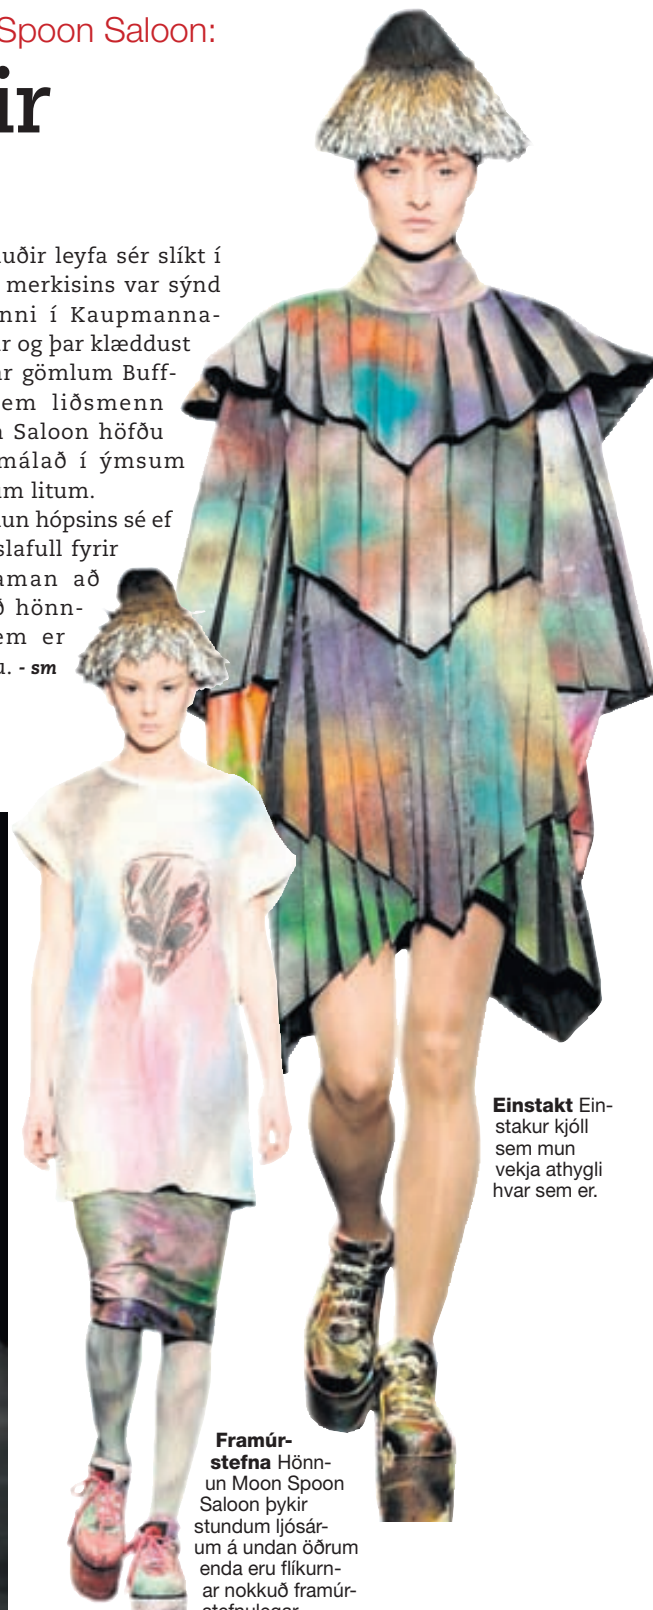 Spoon Saloon:
ir
uðir leyfa sér slíkt í
merkisins var sýnd
nni í Kaupmanna-
r og þar klæddust
ar gömlum Buff-
em liðsmenn
Saloon höfðu
málað í ýmsum
m litum.
un hópsins sé ef
slafull fyrir
aman að
ð hönn-
em er
u. - sm
Einstakt Ein-
stakur kjóll
sem mun
vekja athygli
hvar sem er.
Framúr-
stefna Hönn-
un Moon Spoon
Saloon þykir
stundum ljósár-
um á undan öðrum
enda eru flíkurn-
ar nokkuð framúr-
stefnulegar